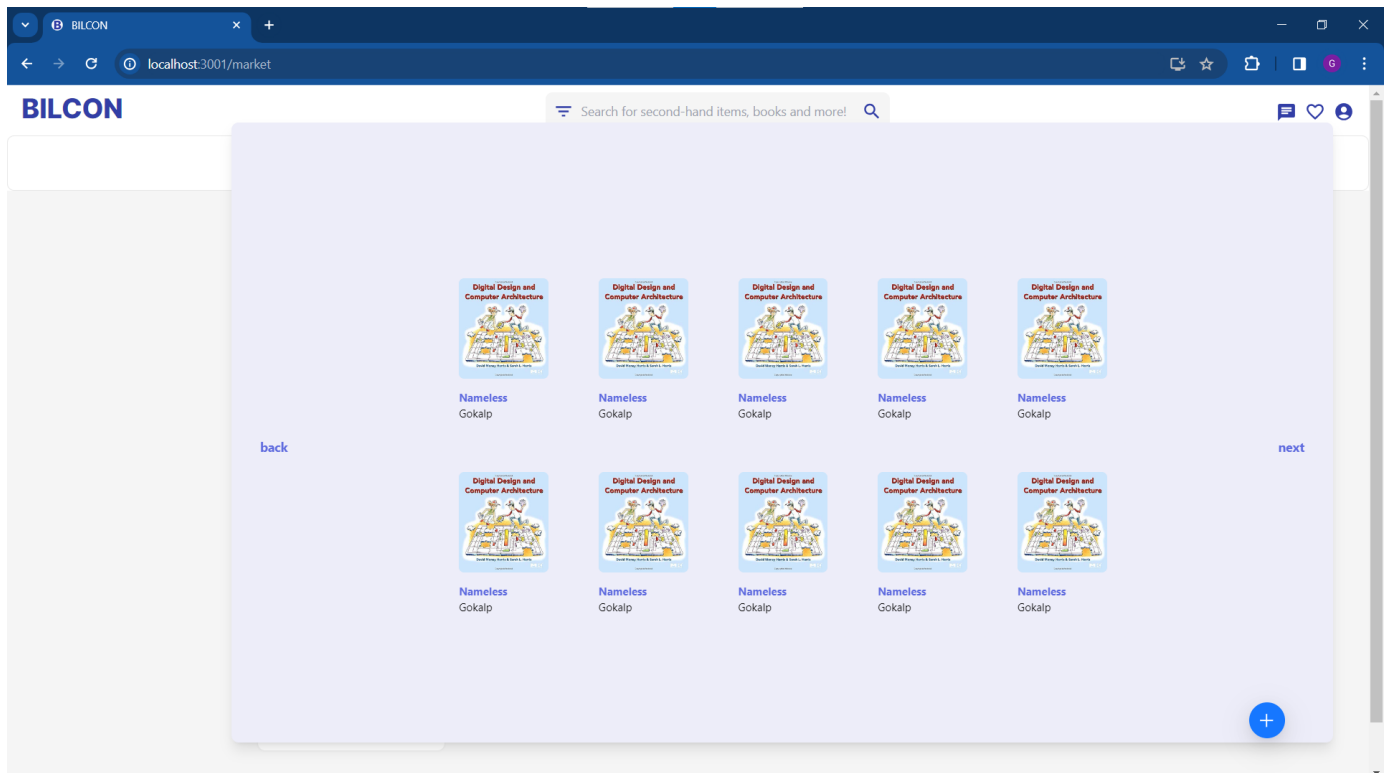 BILCON
localhost:3001/market
G
BILCON
Search for second-hand items, books and more!
Digital Design and Digital Design and Digital Design and Digital Design and Digital Design and
Computer Architecture Computer Architecture Computer Architecture Computer Architecture Computer Architecture
Nameless Nameless Nameless Nameless Nameless
Gokalp Gokalp Gokalp Gokalp Gokalp
back next
Digital Design and Digital Design and Digital Design and Digital Design and Digital Design and
Computer Architecture Computer Architecture Computer Architecture Computer Architecture Computer Architecture
Nameless Nameless Nameless Nameless Nameless
Gokalp Gokalp Gokalp Gokalp Gokalp